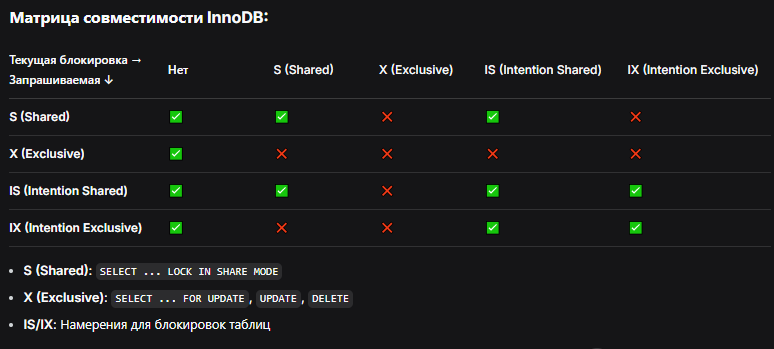 Матрица совместимости InnoDB:
Текущая блокировка →
Запрашиваемая ↓
Нет
S (Shared)
X (Exclusive)
IS (Intention Shared)
IX (Intention Exclusive)
S (Shared) ✅ ✅ ❌ ✅ ❌
X (Exclusive) ✅ ❌ ❌ ❌ ❌
IS (Intention Shared) ✅ ✅ ❌ ✅ ✅
IX (Intention Exclusive) ✅ ❌ ❌ ✅ ✅
• S (Shared): SELECT ... LOCK IN SHARE MODE
• X (Exclusive): SELECT ... FOR UPDATE, UPDATE, DELETE
• IS/IX: Намерения для блокировок таблиц